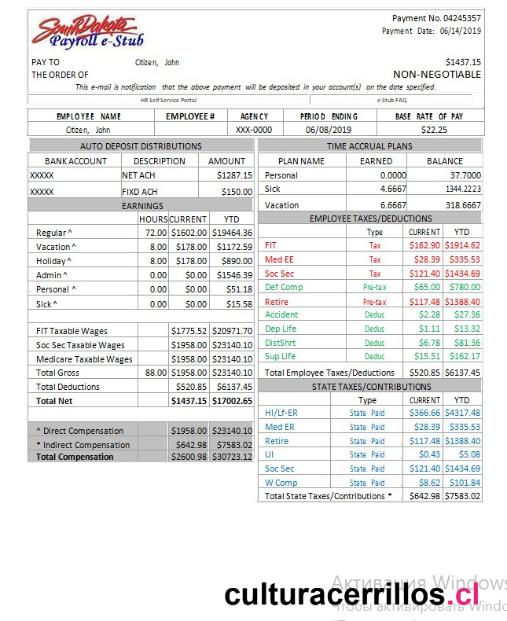 South Dakota
Payroll e-Stub
Payment No. 04245357
Payment Date: 06/14/2019
PAY TO Citizen, John $1437.15
THE ORDER OF NON-NEGOTIABLE
This e-mail is notification that the above payment will be deposited in your account(s) on the date specified.
HR Self Service Portal e Stub FAQ
EMPLOYEE NAME EMPLOYEE # AGENCY PERIOD ENDING BASE RATE OF PAY
Citizen, John XXX-0000 06/08/2019 $22.25
AUTO DEPOSIT DISTRIBUTIONS
BANK ACCOUNT DESCRIPTION AMOUNT
XXXXX NET ACH $1287.15
XXXXX FIXD ACH $150.00
EARNINGS
HOURS CURRENT YTD
Regular ^ 72.00 $1602.00 $19464.36
Vacation ^ 8.00 $178.00 $1172.59
Holiday ^ 8.00 $178.00 $890.00
Admin ^ 0.00 $0.00 $1546.39
Personal ^ 0.00 $0.00 $51.18
Sick ^ 0.00 $0.00 $15.58
FIT Taxable Wages $1775.52 $20971.70
Soc Sec Taxable Wages $1958.00 $23140.10
Medicare Taxable Wages $1958.00 $23140.10
Total Gross 88.00 $1958.00 $23140.10
Total Deductions $520.85 $6137.45
Total Net $1437.15 $17002.65
^ Direct Compensation $1958.00 $23140.10
* Indirect Compensation $642.98 $7583.02
Total Compensation $2600.98 $30723.12
TIME ACCRUAL PLANS
PLAN NAME EARNED BALANCE
Personal 0.0000 37.7000
Sick 4.6667 1344.2223
Vacation 6.6667 318.6667
EMPLOYEE TAXES/DEDUCTIONS
Type CURRENT YTD
FIT Tax $162.90 $1914.62
Med EE Tax $28.39 $335.53
Soc Sec Tax $121.40 $1434.69
Def Comp Pre-tax $65.00 $780.00
Retire Pre-tax $117.48 $1388.40
Accident Deduc $2.28 $27.36
Dep Life Deduc $1.11 $13.32
DistShrt Deduc $6.78 $81.36
Sup Life Deduc $15.51 $162.17
Total Employee Taxes/Deductions $520.85 $6137.45
STATE TAXES/CONTRIBUTIONS
Type CURRENT YTD
HI/Lf-ER State Paid $366.66 $4317.48
Med ER State Paid $28.39 $335.53
Retire State Paid $117.48 $1388.40
UI State Paid $0.43 $5.08
Soc Sec State Paid $121.40 $1434.69
W Comp State Paid $8.62 $101.84
Total State Taxes/Contributions * $642.98 $7583.02
Активация Windows
Чтобы активировать Windo
culturacerrillos.cl